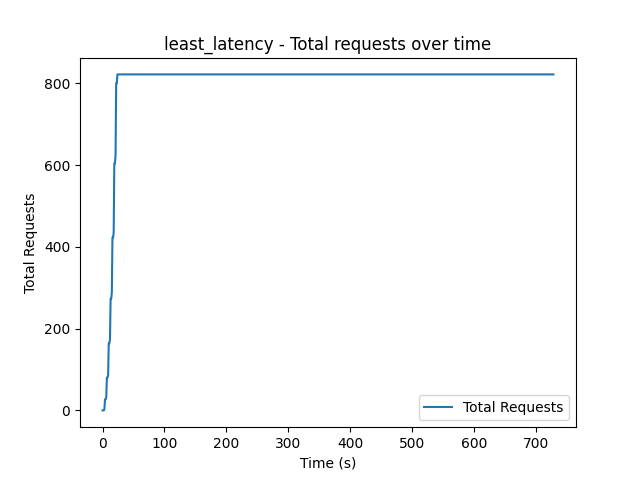 least_latency - Total requests over time
Total Requests
800
600
400
200
0
0 100 200 300 400 500 600 700
Time (s)
Total Requests